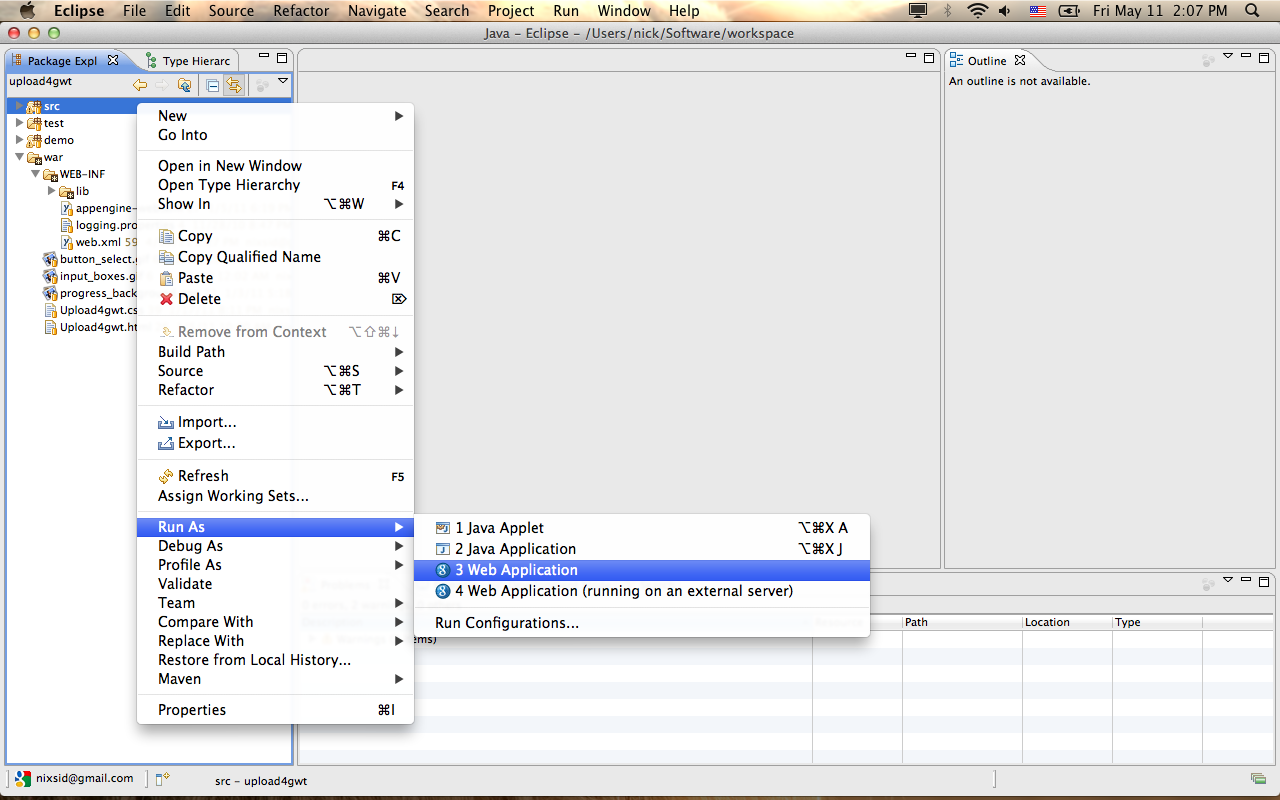 Eclipse File Edit Source Refactor Navigate Search Project Run Window Help Fri May 11 2:07 PM
Java – Eclipse – /Users/nick/Software/workspace
Package Expl Type Hierarc
upload4gwt
src
test
demo
war
WEB-INF
lib
appengine-
logging.pro
web.xml 59
button_select.g
input_boxes.gi
progress_back
Upload4gwt.cs
Upload4gwt.ht
New
Go Into
Open in New Window
Open Type Hierarchy F4
Show In ⌥⌘W
Copy ⌘C
Copy Qualified Name
Paste ⌘V
Delete ⌦
Remove from Context ⌥⇧⌘↓
Build Path
Source ⌥⌘S
Refactor ⌥⌘T
Import...
Export...
Refresh F5
Assign Working Sets...
Run As
Debug As
Profile As
Validate
Team
Compare With
Replace With
Restore from Local History...
Maven
Properties ⌘I
1 Java Applet ⌥⌘X A
2 Java Application ⌥⌘X J
3 Web Application
4 Web Application (running on an external server)
Run Configurations...
Outline
An outline is not available.
Path Location Type
ems)
nixsid@gmail.com
src – upload4gwt